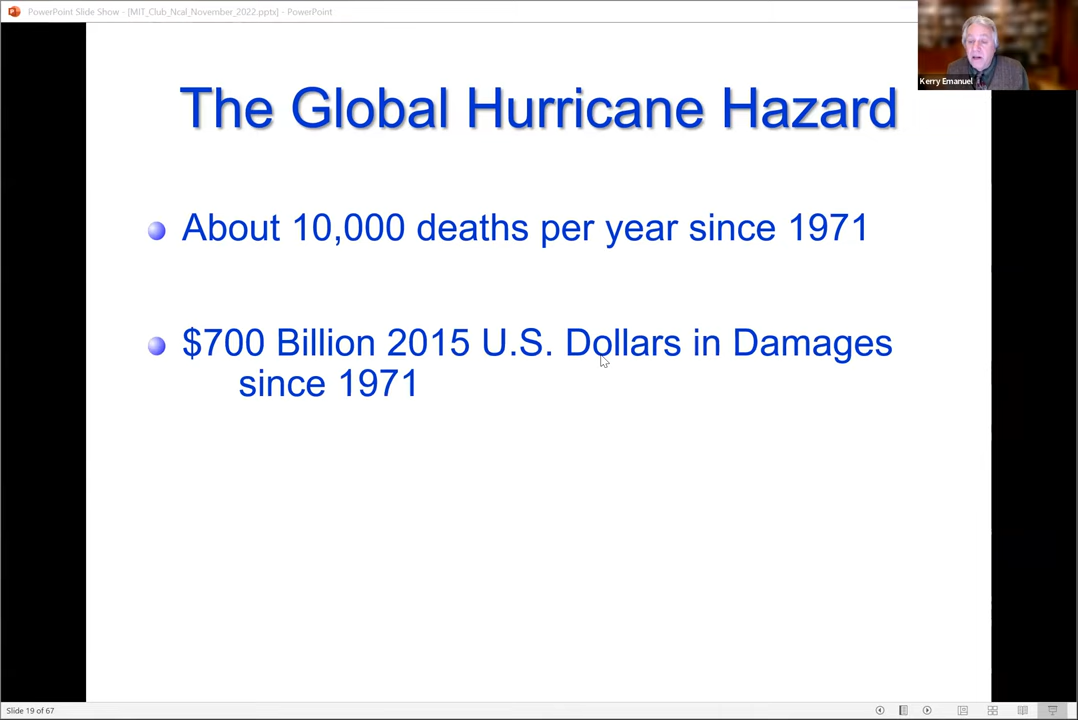 PowerPoint Slide Show - [MIT_Club_Ncal_November_2022.pptx] - PowerPoint
Kerry Emanuel
The Global Hurricane Hazard
About 10,000 deaths per year since 1971
$700 Billion 2015 U.S. Dollars in Damages
since 1971
Slide 19 of 67